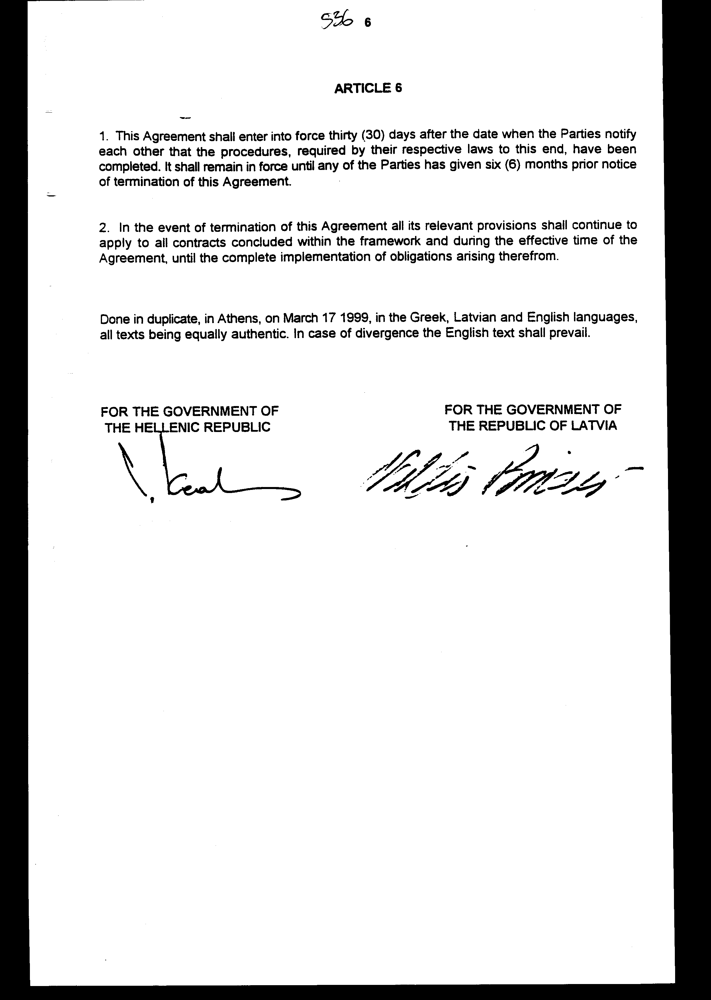 536 6
ARTICLE 6
1. This Agreement shall enter into force thirty (30) days after the date when the Parties notify
each other that the procedures, required by their respective laws to this end, have been
completed. It shall remain in force until any of the Parties has given six (6) months prior notice
of termination of this Agreement.
2. In the event of termination of this Agreement all its relevant provisions shall continue to
apply to all contracts concluded within the framework and during the effective time of the
Agreement, until the complete implementation of obligations arising therefrom.
Done in duplicate, in Athens, on March 17 1999, in the Greek, Latvian and English languages,
all texts being equally authentic. In case of divergence the English text shall prevail.
FOR THE GOVERNMENT OF
THE HELLENIC REPUBLIC
FOR THE GOVERNMENT OF
THE REPUBLIC OF LATVIA